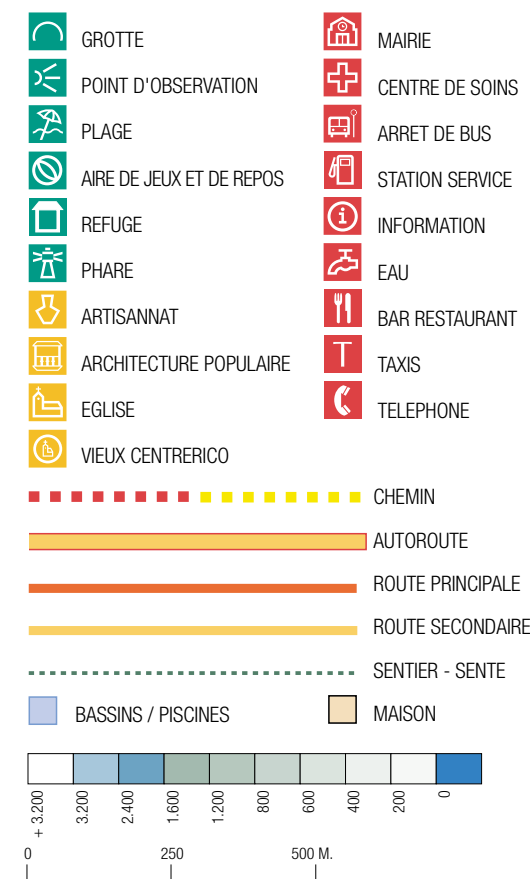 GROTTE
POINT D'OBSERVATION
PLAGE
AIRE DE JEUX ET DE REPOS
REFUGE
PHARE
ARTISANNAT
ARCHITECTURE POPULAIRE
EGLISE
VIEUX CENTRERICO
MAIRIE
CENTRE DE SOINS
ARRET DE BUS
STATION SERVICE
i
INFORMATION
EAU
BAR RESTAURANT
T
TAXIS
TELEPHONE
CHEMIN
AUTOROUTE
ROUTE PRINCIPALE
ROUTE SECONDAIRE
SENTIER - SENTE
BASSINS / PISCINES
MAISON
+ 3.200
3.200
2.400
1.600
1.200
800
600
400
200
0
0 250 500 M.